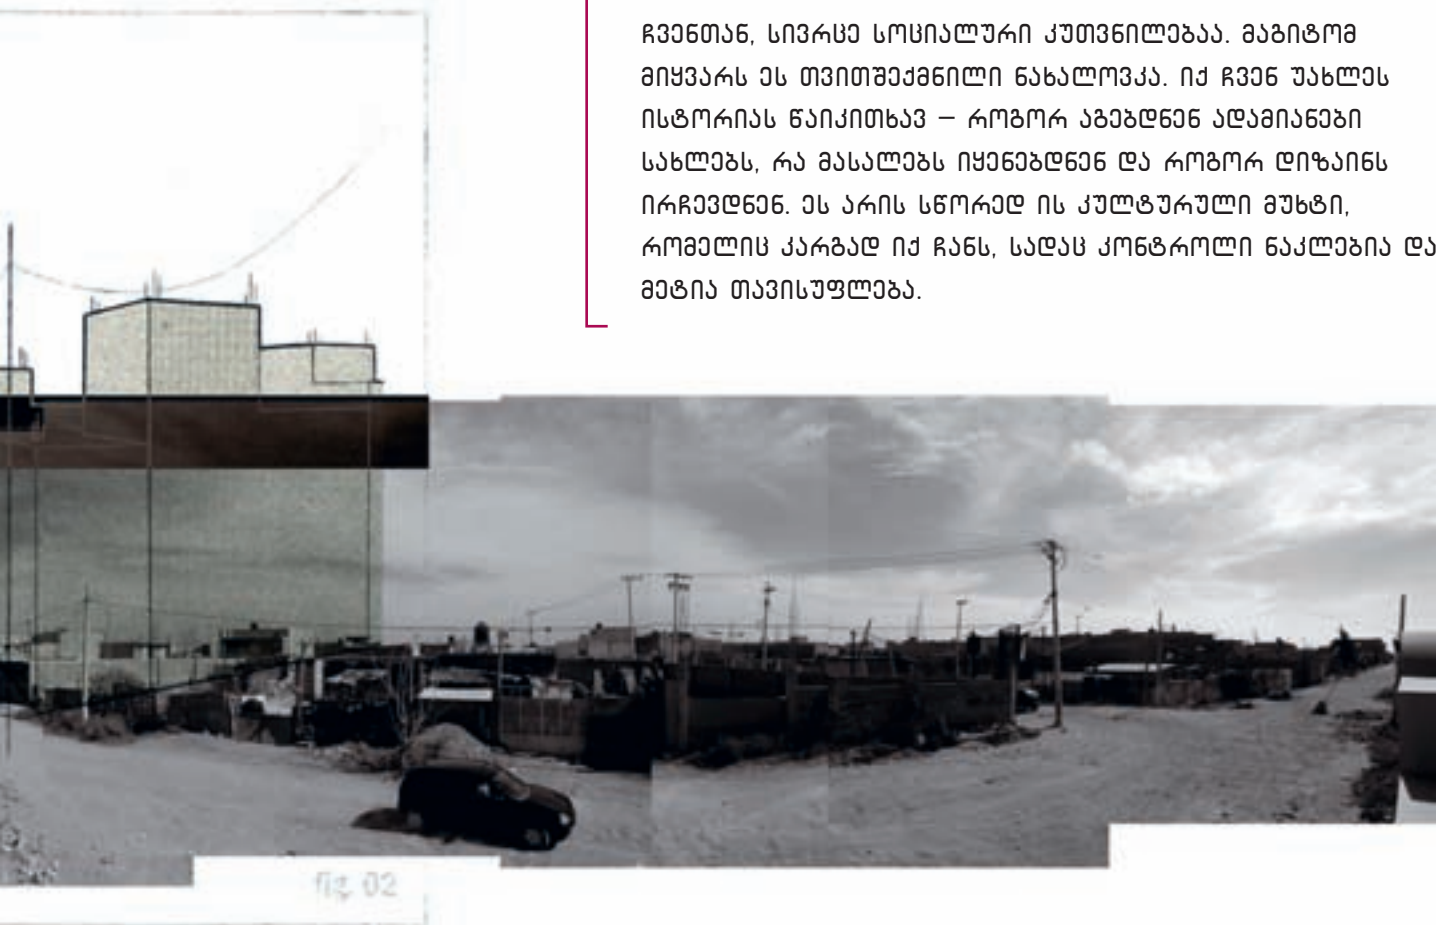 ჩვენთან, სივრცე სოციალური კუთვნილებაა. მაგიტომ
მიყვარს ეს თვითშექმნილი ნახალოვკა. იქ ჩვენ უახლეს
ისტორიას წაიკითხავ – როგორ აგებდნენ ადამიანები
სახლებს, რა მასალებს იყენებდნენ და როგორ დიზაინს
ირჩევდნენ. ეს არის სწორედ ის კულტურული მუხტი,
რომელიც კარგად იქ ჩანს, სადაც კონტროლი ნაკლებია და
მეტია თავისუფლება.
fig 02